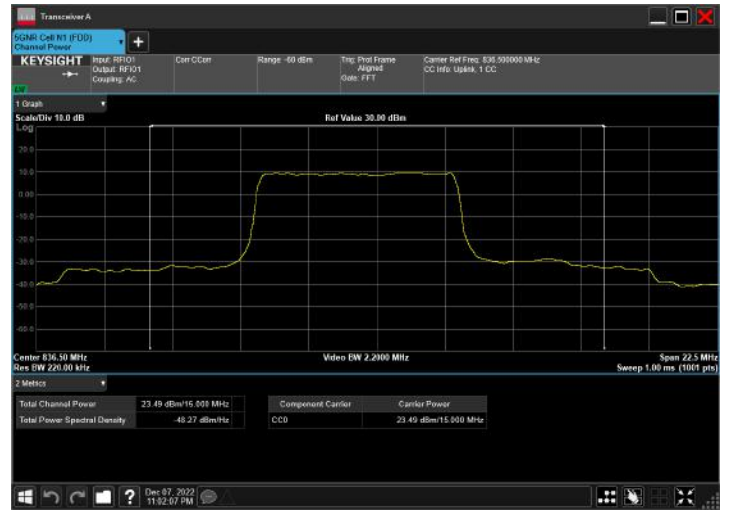 Transceiver A
5GNR Cell N1 (FDD)
Channel Power
KEYSIGHT
Input: RFIO1
Output: RFIO1
Coupling: AC
Corr CCorr
Range -60 dBm
Trig: Prot Frame
Aligned
Gate: FFT
Carrier Ref Freq: 836.500000 MHz
CC Info: Uplink, 1 CC
1 Graph
Scale/Div 10.0 dB
Ref Value 30.00 dBm
Log
20.0
10.0
0.00
-10.0
-20.0
-30.0
-40.0
-50.0
-60.0
Center 836.50 MHz
Video BW 2.2000 MHz
Span 22.5 MHz
Res BW 220.00 kHz
Sweep 1.00 ms (1001 pts)
2 Metrics
Total Channel Power
23.49 dBm/15.000 MHz
Total Power Spectral Density
-48.27 dBm/Hz
Component Carrier
Carrier Power
CC0
23.49 dBm/15.000 MHz
?
Dec 07, 2022
11:02:07 PM